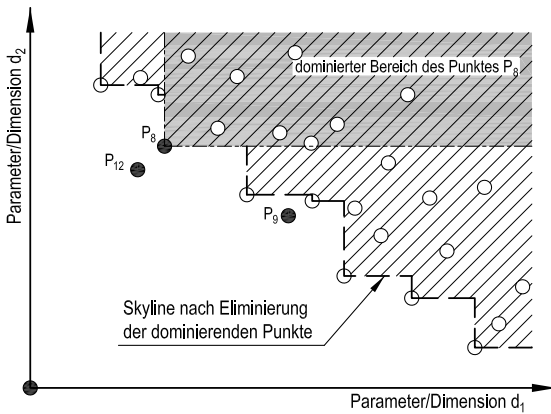 Parameter/Dimension d2
dominierter Bereich des Punktes P8
P8
P12
P9
Skyline nach Eliminierung
der dominierenden Punkte
Parameter/Dimension d1